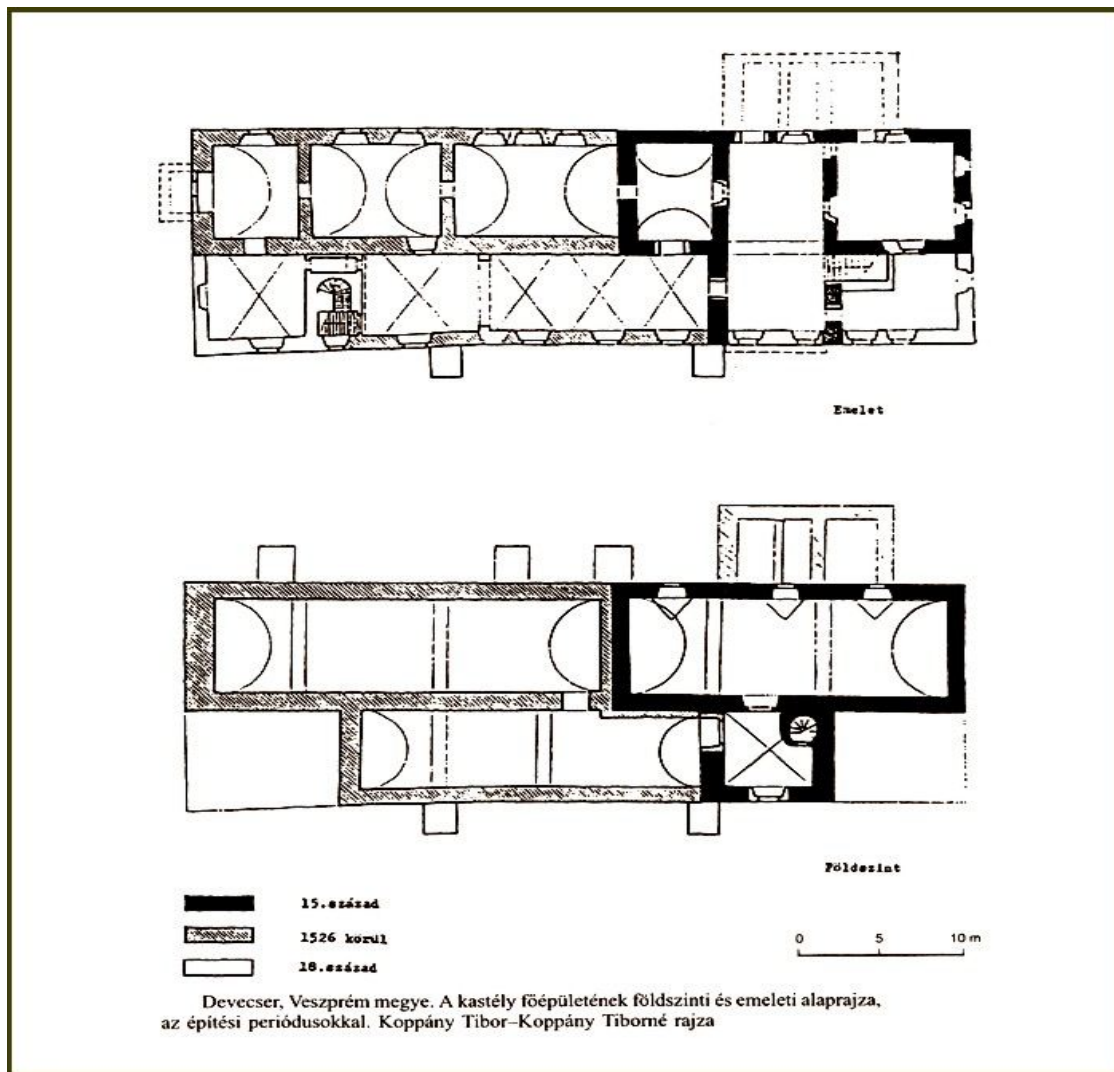 Emelet
Földszint
15.század
1526 körül
18.század
0 5 10 m
Devecser, Veszprém megye. A kastély főépületének földszinti és emeleti alaprajza,
az építési periódusokkal. Koppány Tibor–Koppány Tiborné rajza